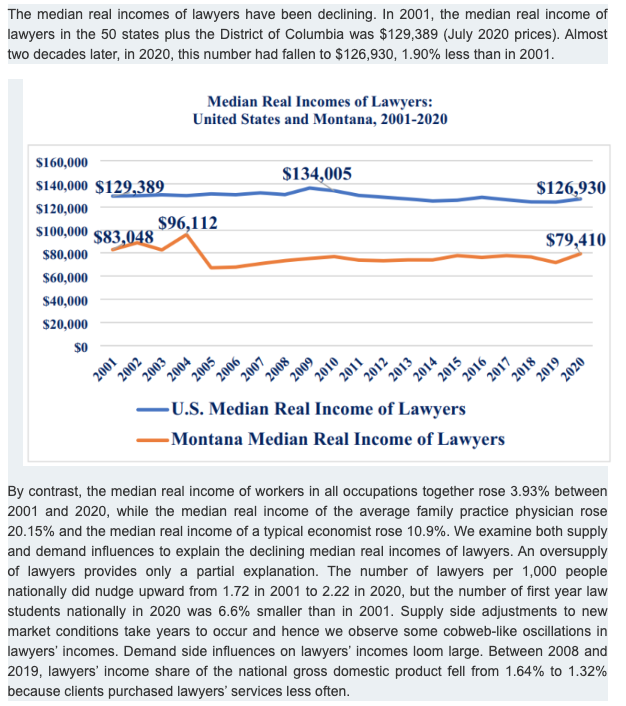 The median real incomes of lawyers have been declining. In 2001, the median real income of
lawyers in the 50 states plus the District of Columbia was $129,389 (July 2020 prices). Almost
two decades later, in 2020, this number had fallen to $126,930, 1.90% less than in 2001.
Median Real Incomes of Lawyers:
United States and Montana, 2001-2020
$160,000
$140,000
$120,000
$100,000
$80,000
$60,000
$40,000
$20,000
$0
$129,389
$134,005
$126,930
$83,048
$96,112
$79,410
2001 2002 2003 2004 2005 2006 2007 2008 2009 2010 2011 2012 2013 2014 2015 2016 2017 2018 2019 2020
U.S. Median Real Income of Lawyers
Montana Median Real Income of Lawyers
By contrast, the median real income of workers in all occupations together rose 3.93% between
2001 and 2020, while the median real income of the average family practice physician rose
20.15% and the median real income of a typical economist rose 10.9%. We examine both supply
and demand influences to explain the declining median real incomes of lawyers. An oversupply
of lawyers provides only a partial explanation. The number of lawyers per 1,000 people
nationally did nudge upward from 1.72 in 2001 to 2.22 in 2020, but the number of first year law
students nationally in 2020 was 6.6% smaller than in 2001. Supply side adjustments to new
market conditions take years to occur and hence we observe some cobweb-like oscillations in
lawyers' incomes. Demand side influences on lawyers' incomes loom large. Between 2008 and
2019, lawyers' income share of the national gross domestic product fell from 1.64% to 1.32%
because clients purchased lawyers' services less often.